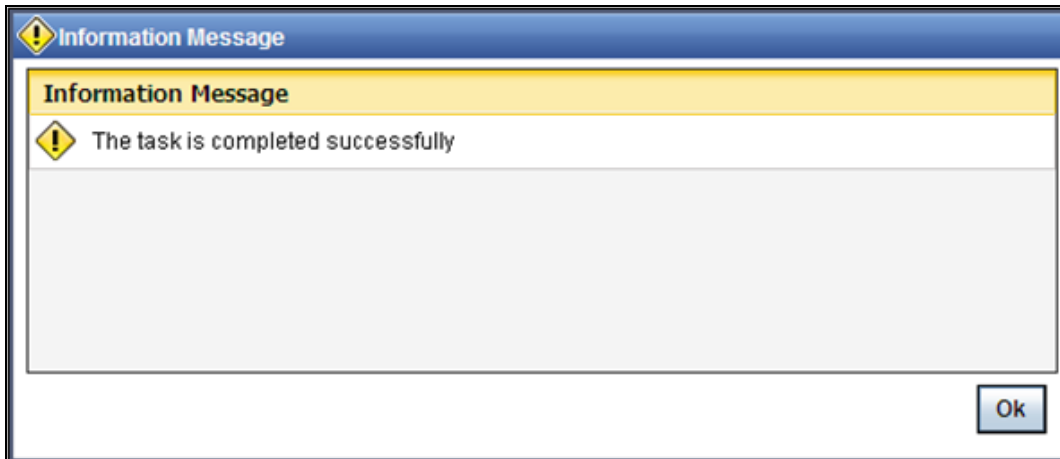 Information Message
Information Message
The task is completed successfully
Ok